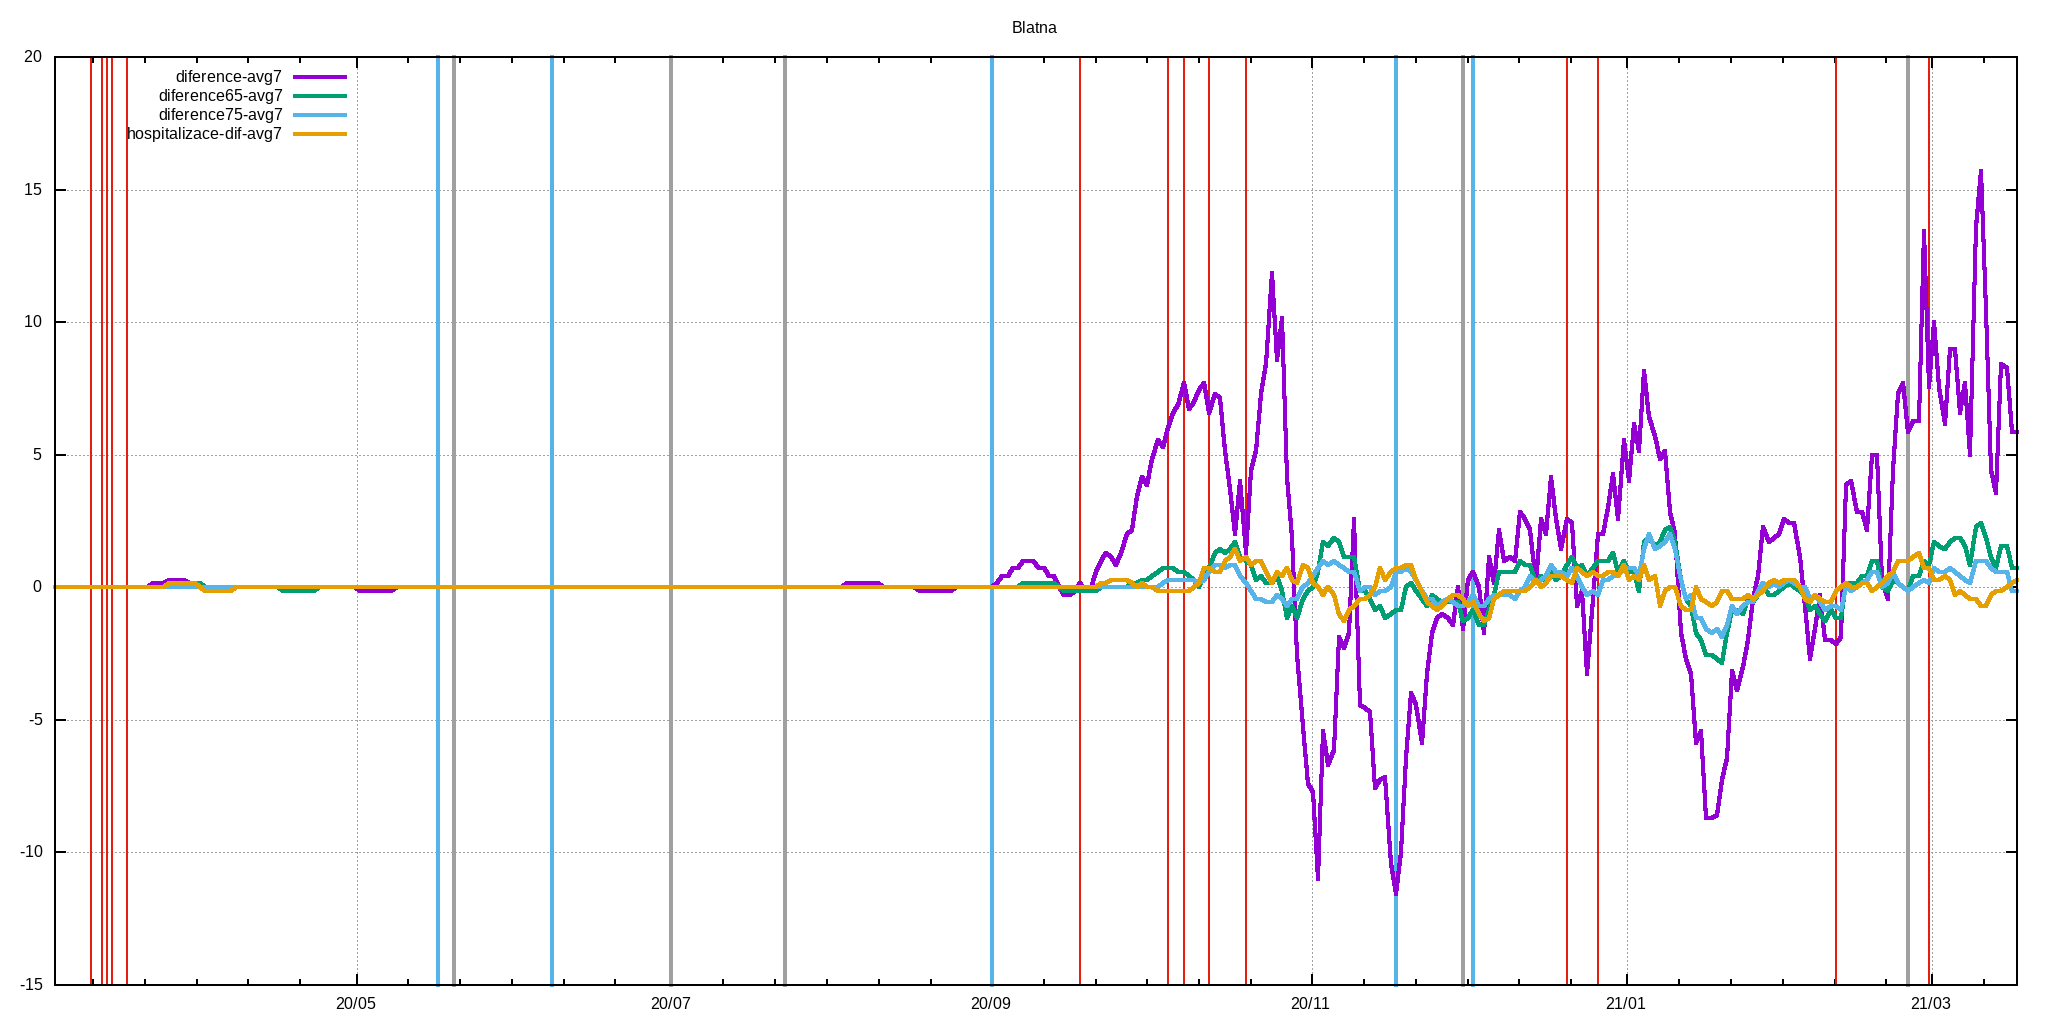 Blatna
20
15
10
5
0
-5
-10
-15
diference-avg7
diference65-avg7
diference75-avg7
hospitalizace-dif-avg7
20/05
20/07
20/09
20/11
21/01
21/03